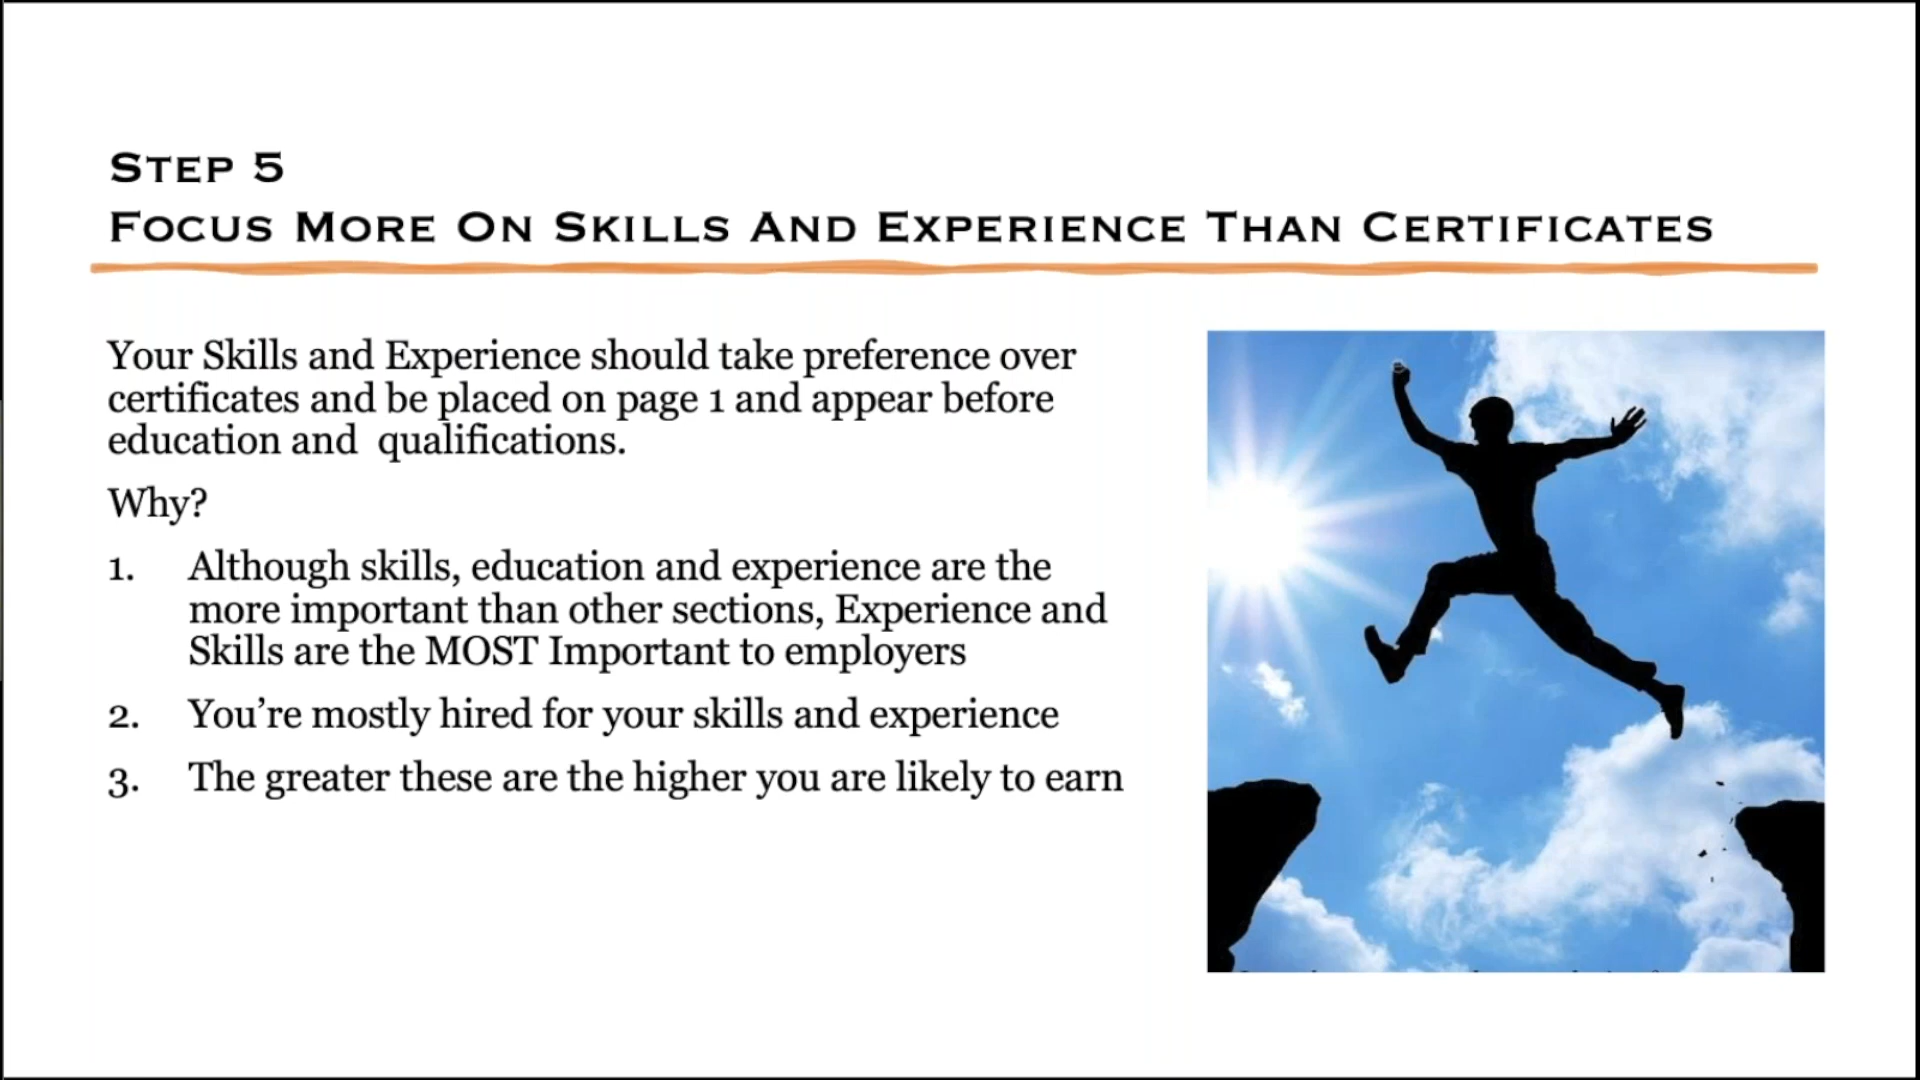 STEP 5
FOCUS MORE ON SKILLS AND EXPERIENCE THAN CERTIFICATES
Your Skills and Experience should take preference over
certificates and be placed on page 1 and appear before
education and  qualifications.
Why?
1. Although skills, education and experience are the
more important than other sections, Experience and
Skills are the MOST Important to employers
2. You’re mostly hired for your skills and experience
3. The greater these are the higher you are likely to earn